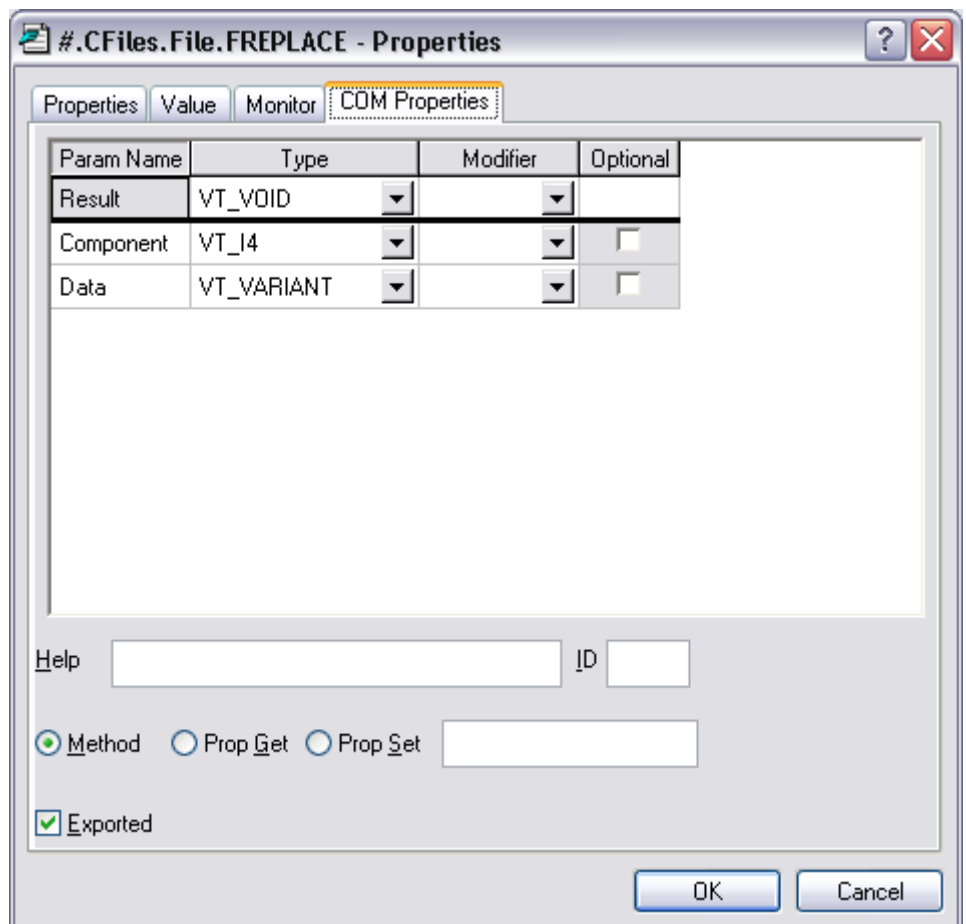 #.CFiles.File.FREPLACE - Properties
Properties Value Monitor COM Properties
Param Name Type Modifier Optional
Result VT_VOID
Component VT_I4
Data VT_VARIANT
Help ID
Method Prop Get Prop Set
Exported
OK Cancel